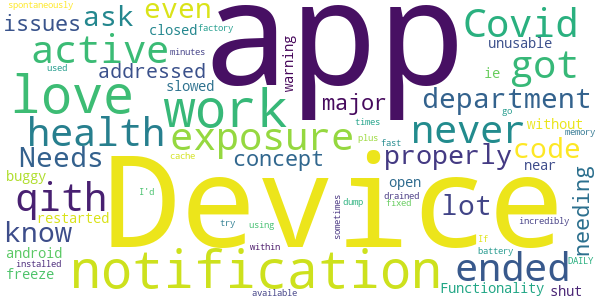 spontaneously
issues
ask
even
closed
factory
app
Covid
active
minutes
warning
unusable
addressed
slowed
ie
got
love
work
major
department
go
health
exposure
never
times
without
code
memory
Needs
concept
plus
fast
properly
near
buggy
qith
I'd
Device
cache
open
drained
lot
incredibly
needing
restarted
know
try
using
sometimes
dump
fixed
used
If
android
notification
within
battery
ended
DAILY
installed
freeze
available
Functionality
shut